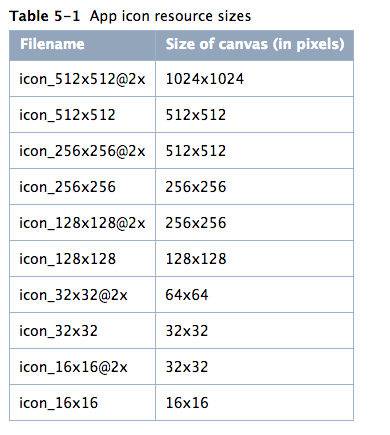 Table 5-1 App icon resource sizes
Filename Size of canvas (in pixels)
icon_512x512@2x 1024x1024
icon_512x512 512x512
icon_256x256@2x 512x512
icon_256x256 256x256
icon_128x128@2x 256x256
icon_128x128 128x128
icon_32x32@2x 64x64
icon_32x32 32x32
icon_16x16@2x 32x32
icon_16x16 16x16